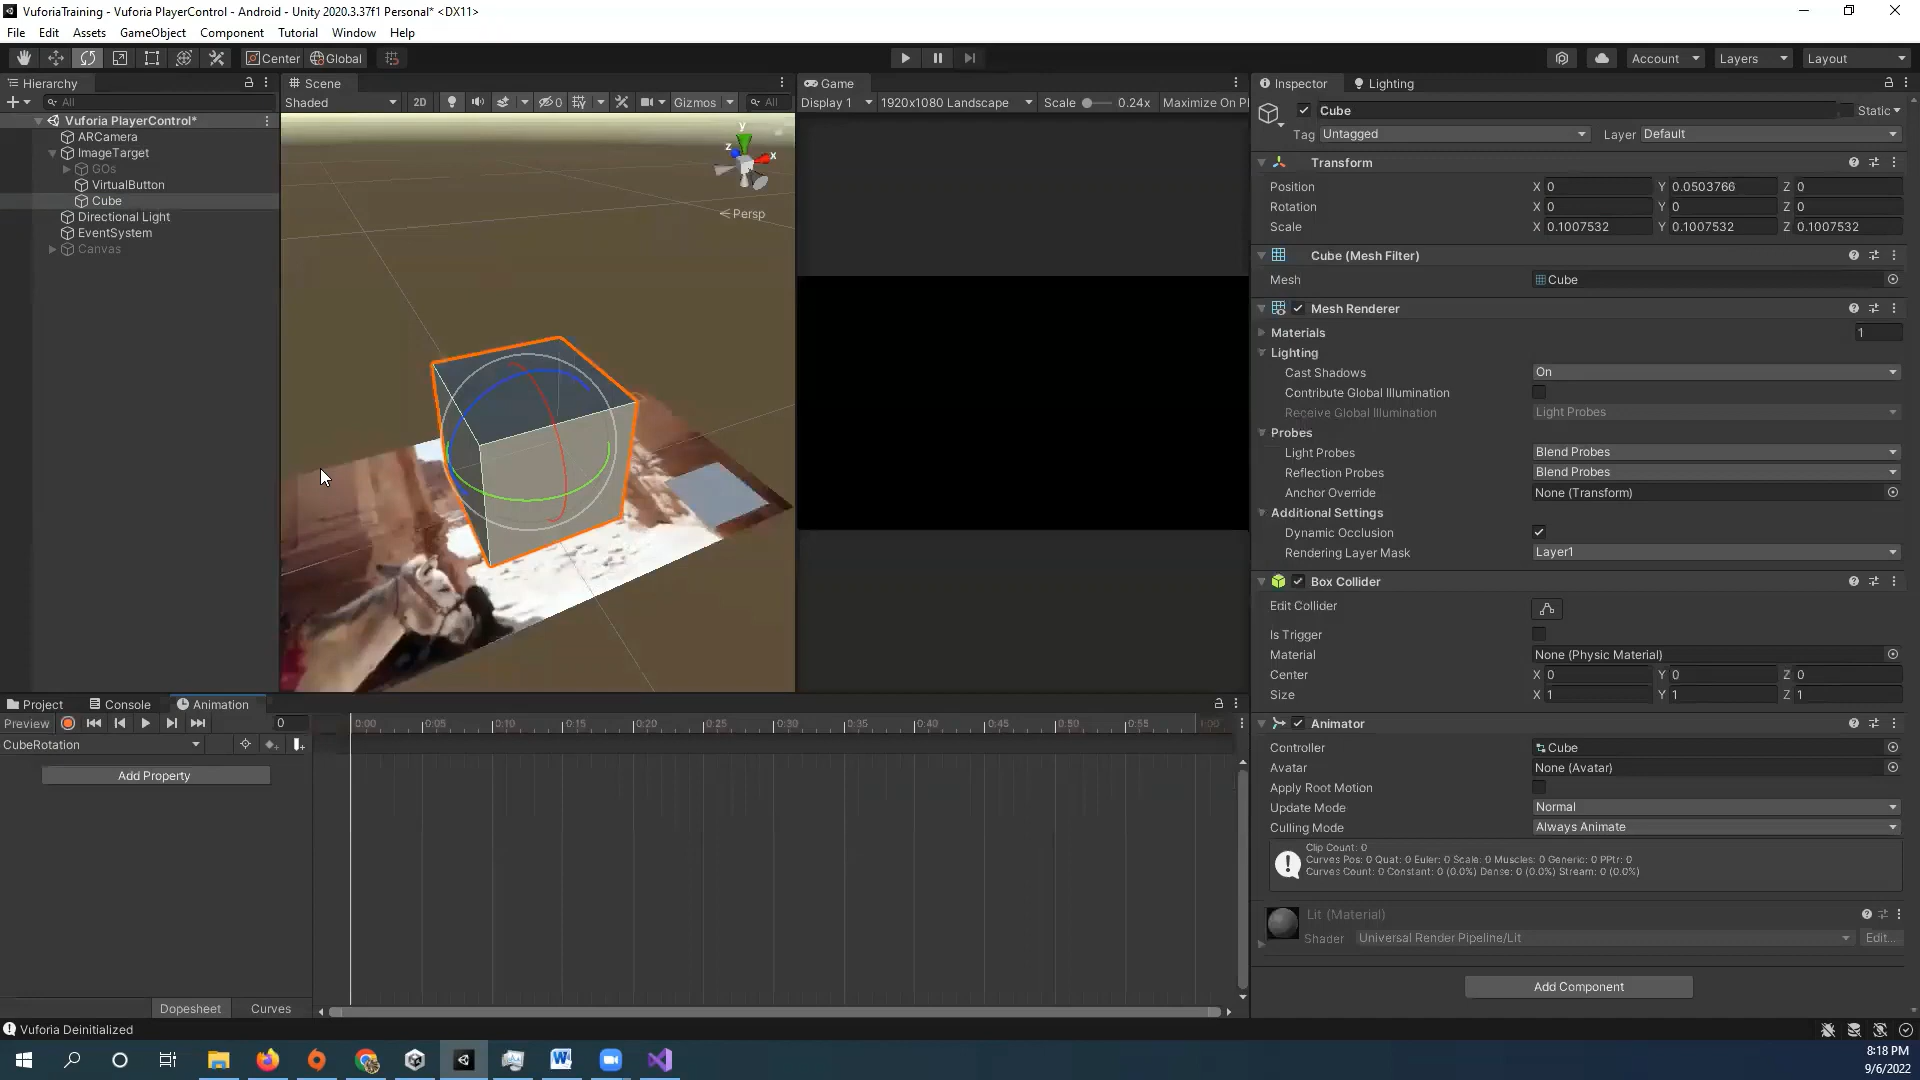 VuforiaTraining - Vuforia PlayerControl - Android - Unity 2020.3.37f1 Personal* <DX11>
File Edit Assets GameObject Component Tutorial Window Help
Center Global Account Layers Layout
Hierarchy
All
Vuforia PlayerControl*
ARCamera
ImageTarget
GOs
VirtualButton
Cube
Directional Light
EventSystem
Canvas
Scene
Shaded 2D 0 Gizmos All
y
z
x
Persp
Game
Display 1 1920x1080 Landscape Scale 0.24x Maximize On Pl
Inspector Lighting
Cube Static
Tag Untagged Layer Default
Transform
Position X 0 Y 0.0503766 Z 0
Rotation X 0 Y 0 Z 0
Scale X 0.1007532 Y 0.1007532 Z 0.1007532
Cube (Mesh Filter)
Mesh Cube
Mesh Renderer
Materials 1
Lighting
Cast Shadows On
Contribute Global Illumination
Receive Global Illumination Light Probes
Probes
Light Probes Blend Probes
Reflection Probes Blend Probes
Anchor Override None (Transform)
Additional Settings
Dynamic Occlusion
Rendering Layer Mask Layer1
Box Collider
Edit Collider
Is Trigger
Material None (Physic Material)
Center X 0 Y 0 Z 0
Size X 1 Y 1 Z 1
Animator
Controller Cube
Avatar None (Avatar)
Apply Root Motion
Update Mode Normal
Culling Mode Always Animate
Clip Count: 0
Curves Pos: 0 Quat: 0 Euler: 0 Scale: 0 Muscles: 0 Generic: 0 PPtr: 0
Curves Count: 0 Constant: 0 (0.0%) Dense: 0 (0.0%) Stream: 0 (0.0%)
Lit (Material)
Shader Universal Render Pipeline/Lit Edit...
Add Component
Project Console Animation
Preview 0 0:00 0:05 0:10 0:15 0:20 0:25 0:30 0:35 0:40 0:45 0:50 0:55 1:00
CubeRotation
Add Property
Dopesheet Curves
Vuforia Deinitialized
8:18 PM
9/6/2022